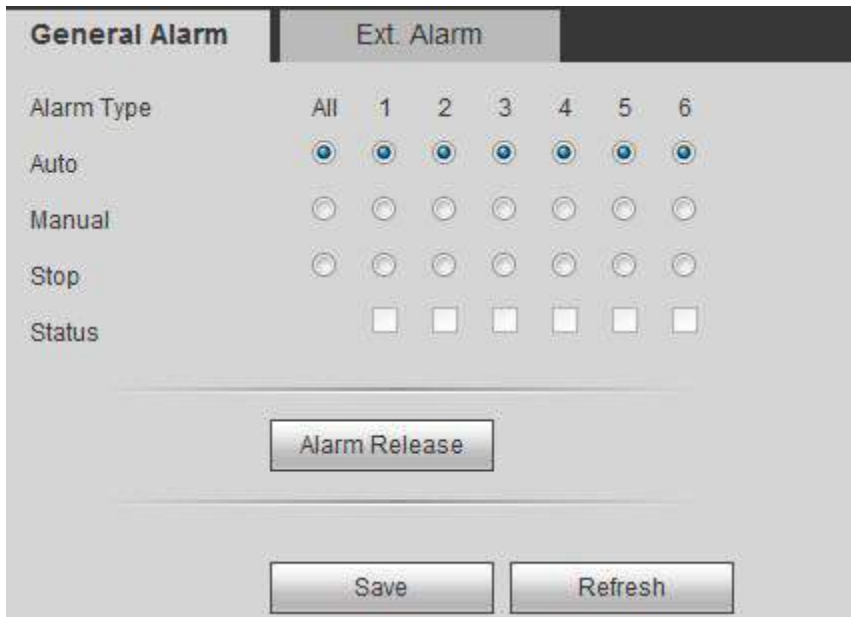 General Alarm Ext. Alarm
Alarm Type All 1 2 3 4 5 6
Auto
Manual
Stop
Status
Alarm Release
Save Refresh